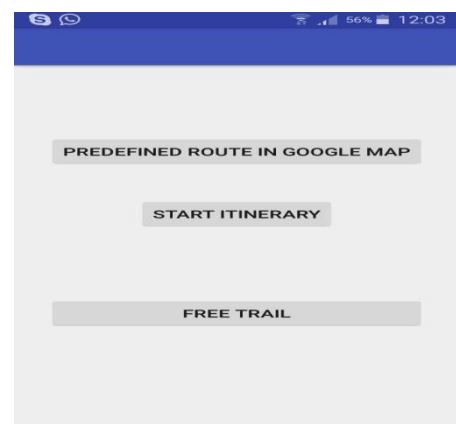 56% 12:03
PREDEFINED ROUTE IN GOOGLE MAP
START ITINERARY
FREE TRAIL